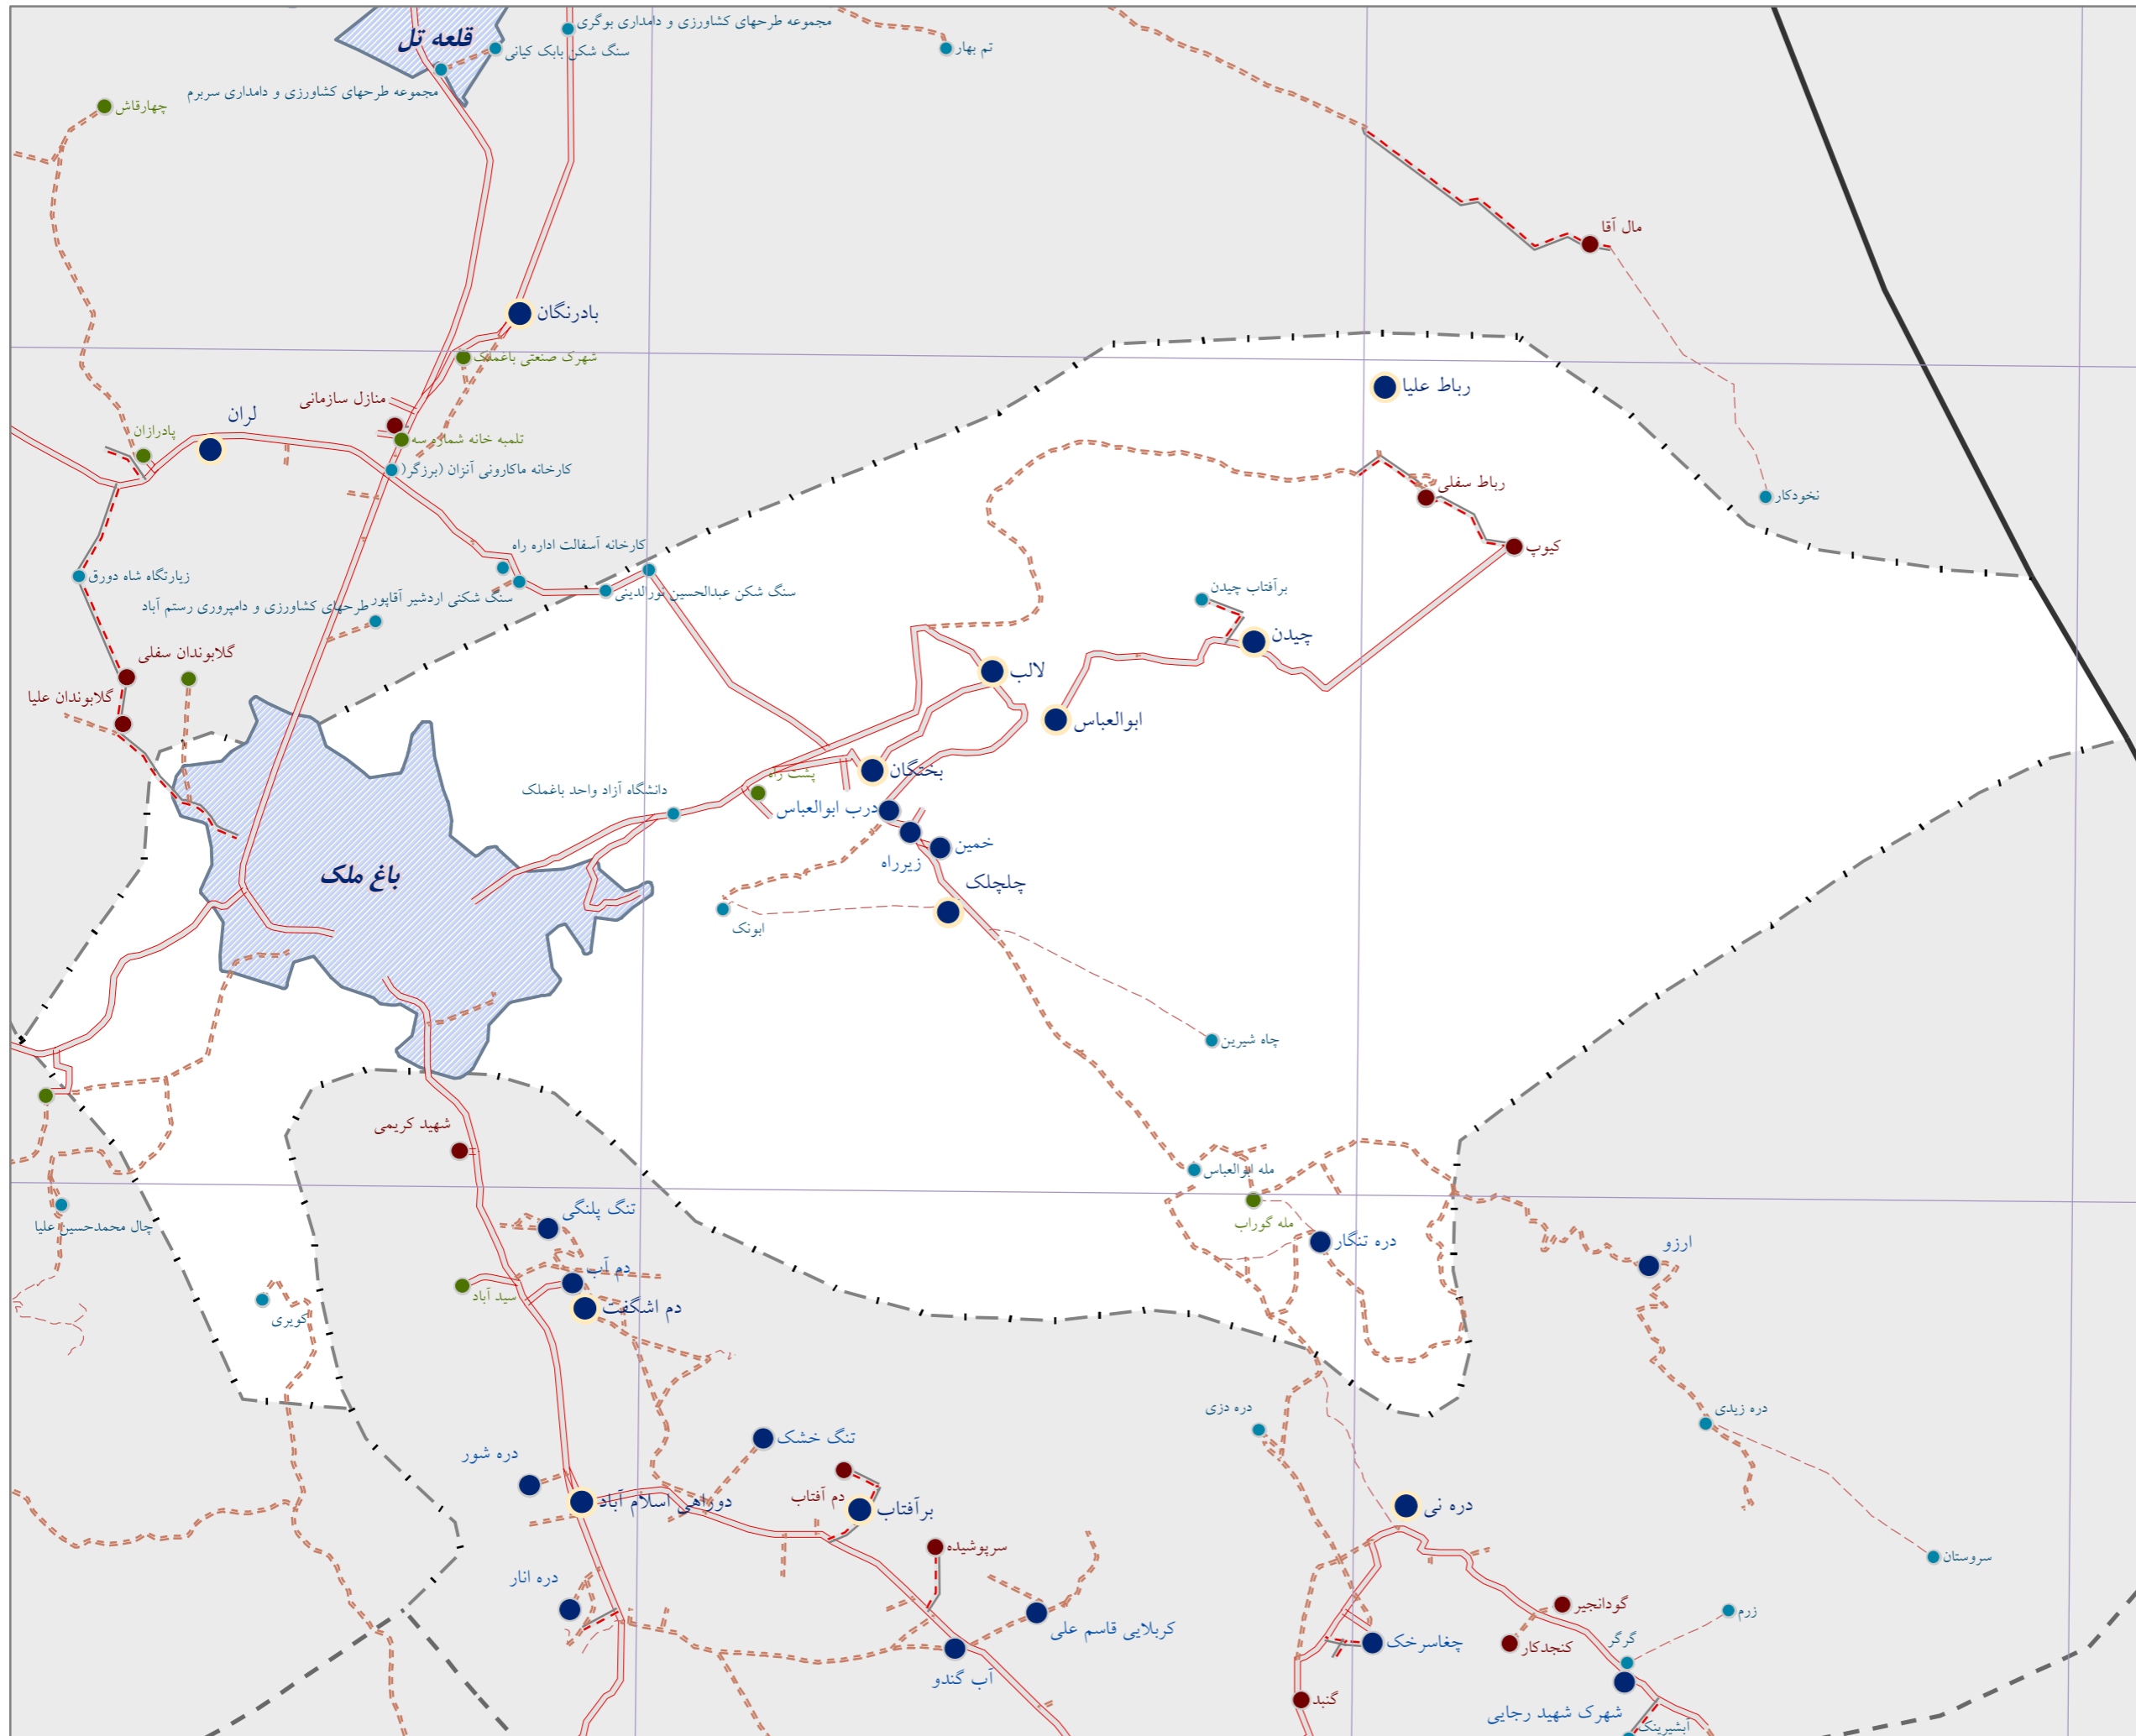 مجموعه طرحهای کشاورزی و دامداری بوگری
قلعه تل
سنگ شکن بابک کیانی
تم بهار
مجموعه طرحهای کشاورزی و دامداری سربرم
چهارقاش
مال آقا
بادرنگان
شهرک صنعتی باغملک
رباط علیا
منازل سازمانی
لران
پادرازان
تلمبه خانه شماره سه
کارخانه ماکارونی آنزان (برزگر(
رباط سفلی
نخودکار
کارخانه آسفالت اداره راه
کیوپ
زیارتگاه شاه دورق
برآفتاب چیدن
سنگ شکن عبدالحسین نورالدینی
سنگ شکنی اردشیر آقاپور
طرحهای کشاورزی و دامپروری رستم آباد
چیدن
گلابوندان سفلی
لالب
گلابوندان علیا
ابوالعباس
بختگان
پشت راه
دانشگاه آزاد واحد باغملک
درب ابوالعباس
خمین
زیرراه
باغ ملک
چلچلک
ابونک
چاه شیرین
شهید کریمی
مله ابوالعباس
تنگ پلنگی
مله گوراب
چال محمدحسین علیا
دره تنگار
ارزو
دم آب
سید آباد
دم اشگفت
کویری
دره دزی
دره زیدی
تنگ خشک
دره شور
دم آفتاب
دوراهی اسلام آباد
برآفتاب
دره نی
سرپوشیده
سروستان
دره انار
گودانجیر
زرم
کربلایی قاسم علی
چغاسرخک
کنجدکار
گرگر
آب گندو
گنبد
شهرک شهید رجایی
آبشیرینک